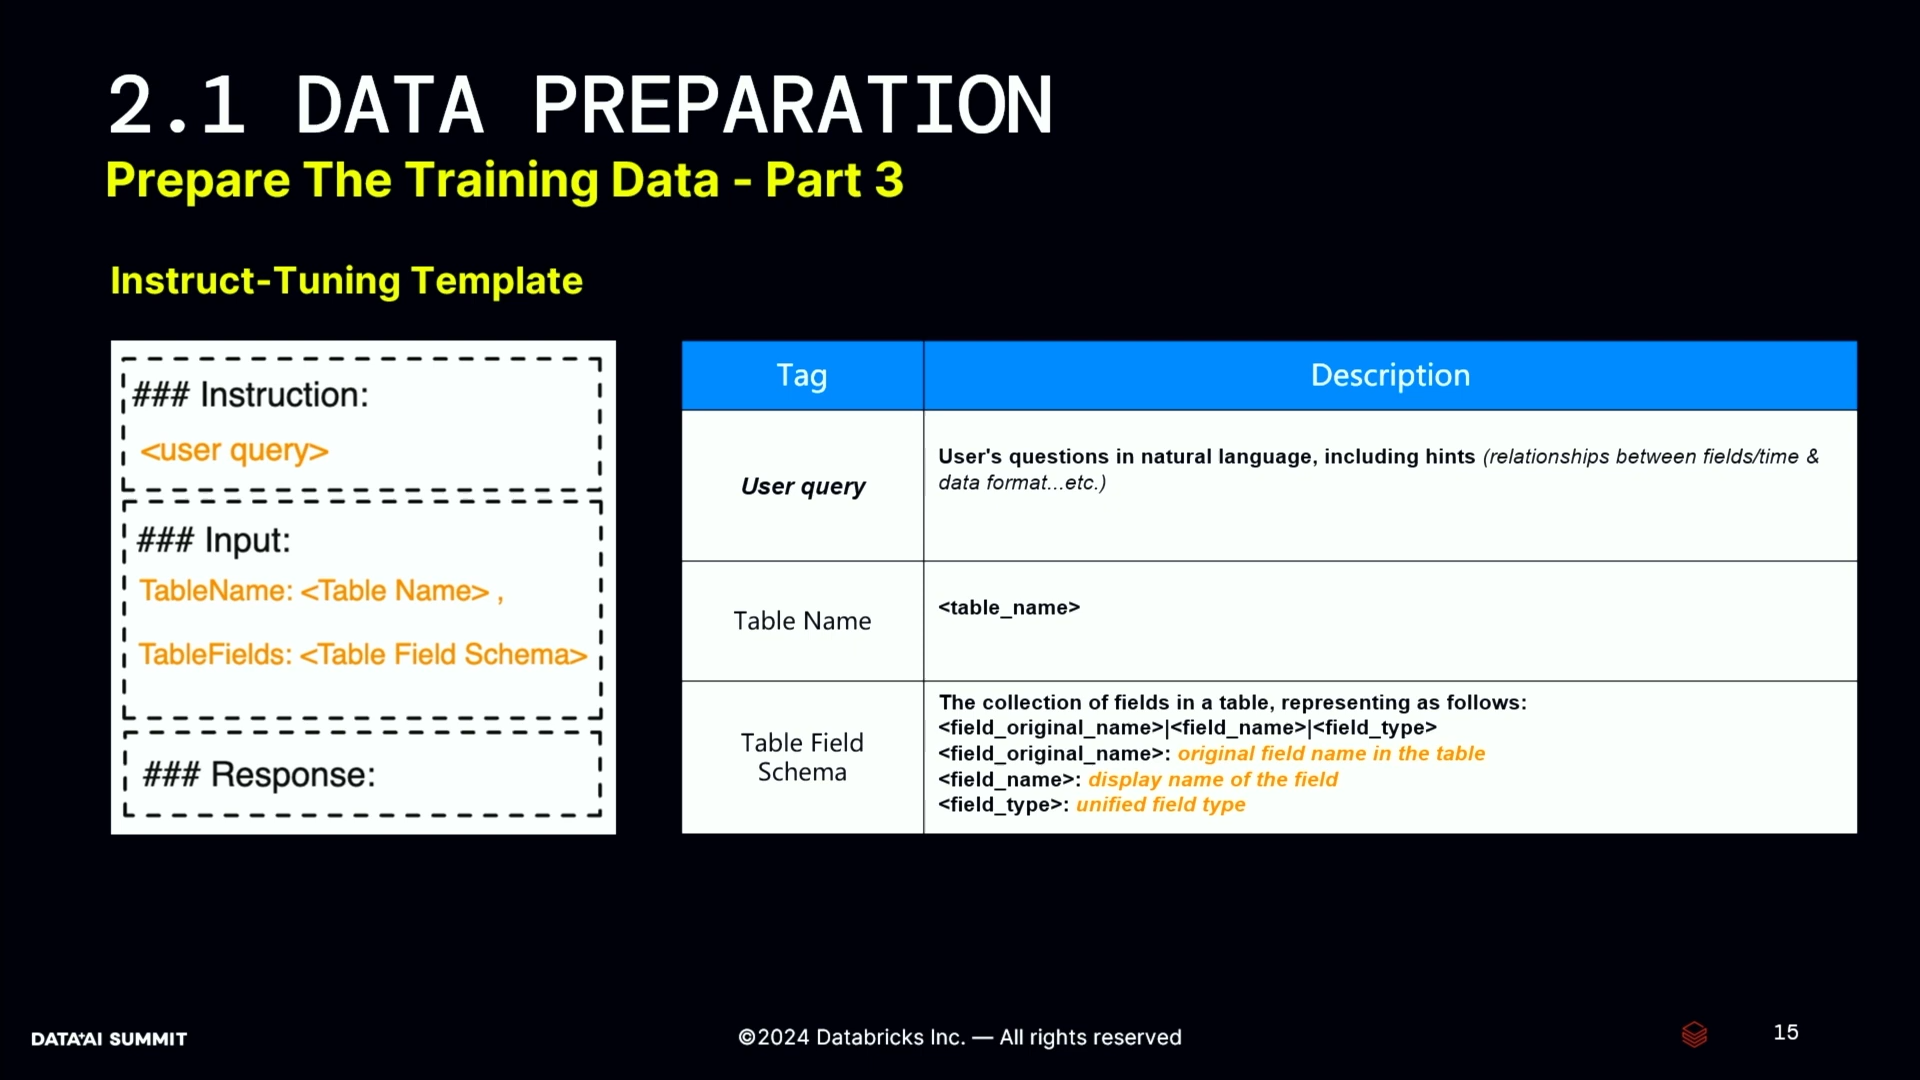 2.1 DATA PREPARATION
Prepare The Training Data - Part 3
Instruct-Tuning Template
### Instruction:
<user query>
### Input:
TableName: <Table Name> ,
TableFields: <Table Field Schema>
### Response:
Tag
Description
User query
User's questions in natural language, including hints (relationships between fields/time &
data format...etc.)
Table Name
<table_name>
Table Field
Schema
The collection of fields in a table, representing as follows:
<field_original_name>|<field_name>|<field_type>
<field_original_name>: original field name in the table
<field_name>: display name of the field
<field_type>: unified field type
DATA+AI SUMMIT
©2024 Databricks Inc. — All rights reserved
15